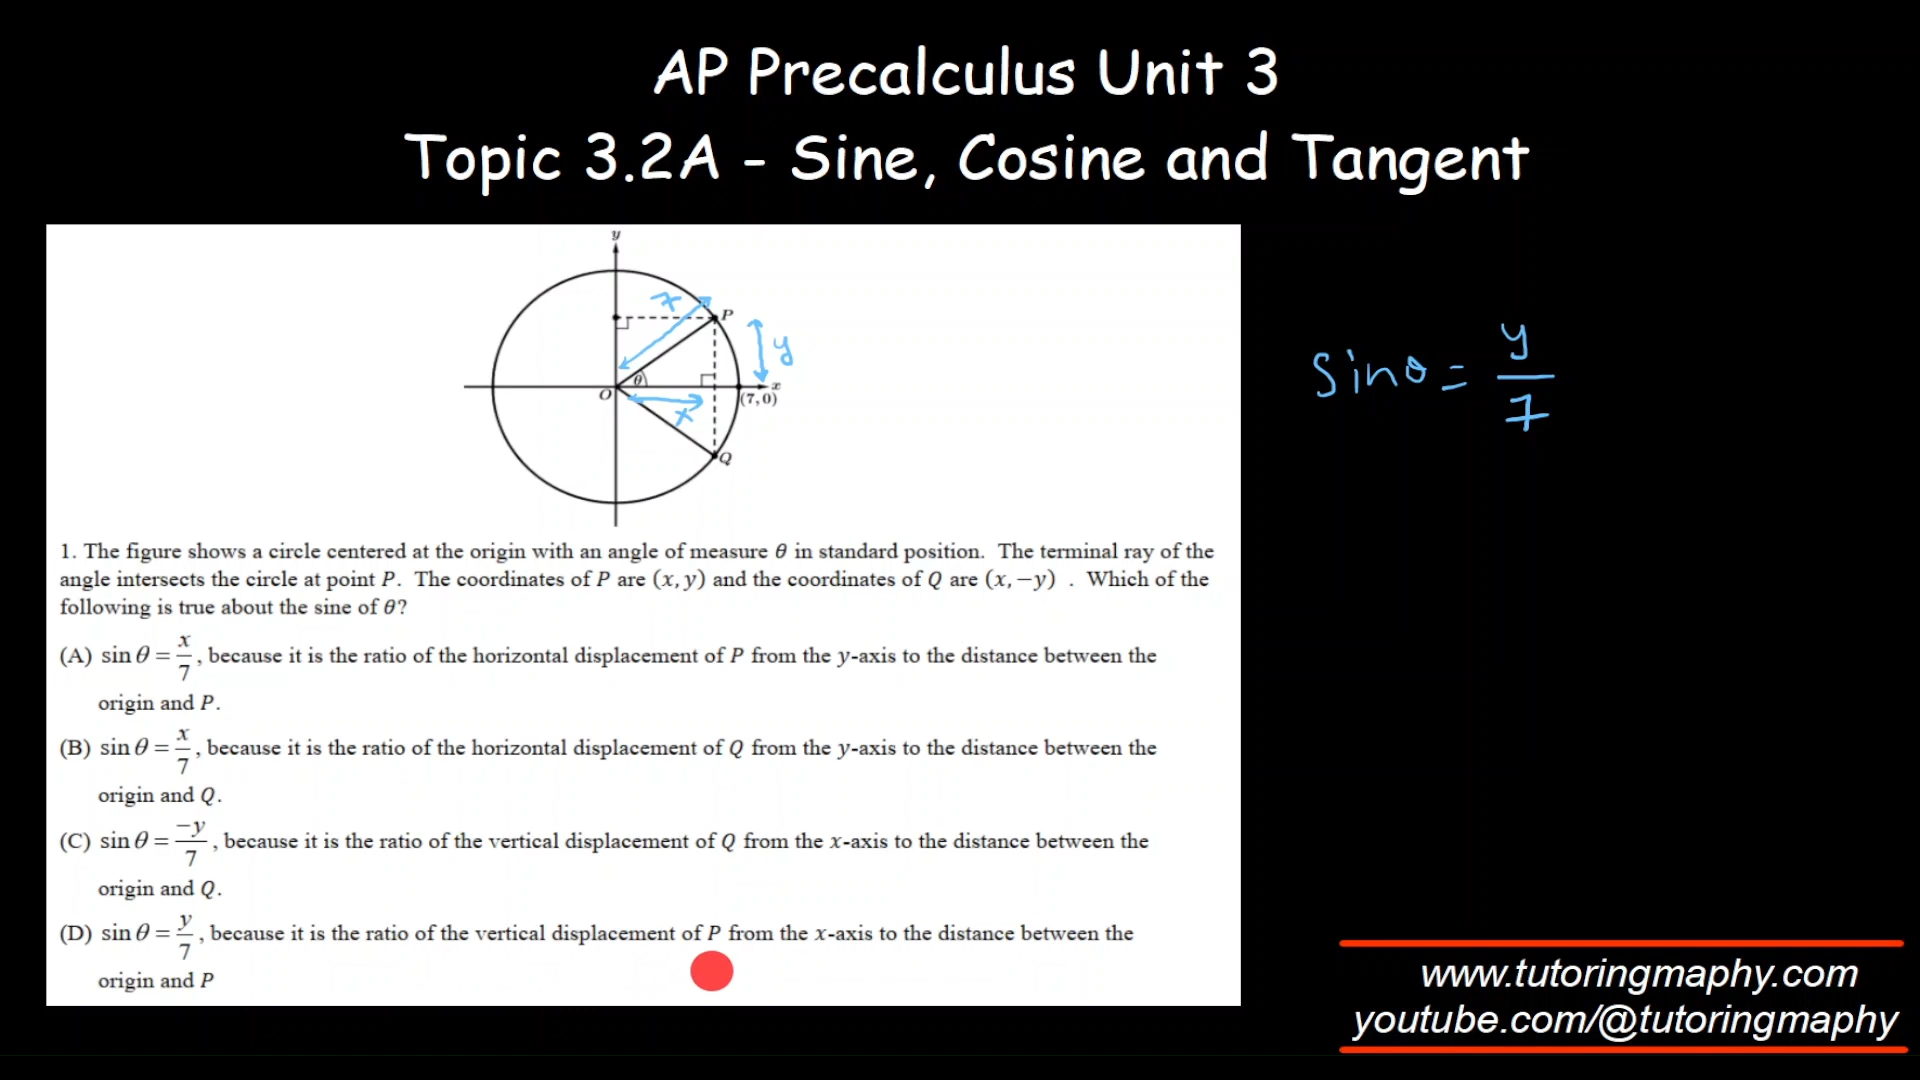 AP Precalculus Unit 3
Topic 3.2A - Sine, Cosine and Tangent
y
7
P
y
θ
x
O
(7,0)
x
Q
sinθ = y/7
1. The figure shows a circle centered at the origin with an angle of measure θ in standard position. The terminal ray of the
angle intersects the circle at point P. The coordinates of P are (x, y) and the coordinates of Q are (x, −y) . Which of the
following is true about the sine of θ?
(A) sin θ = x/7, because it is the ratio of the horizontal displacement of P from the y-axis to the distance between the
origin and P.
(B) sin θ = x/7, because it is the ratio of the horizontal displacement of Q from the y-axis to the distance between the
origin and Q.
(C) sin θ = −y/7, because it is the ratio of the vertical displacement of Q from the x-axis to the distance between the
origin and Q.
(D) sin θ = y/7, because it is the ratio of the vertical displacement of P from the x-axis to the distance between the
origin and P
www.tutoringmaphy.com
youtube.com/@tutoringmaphy